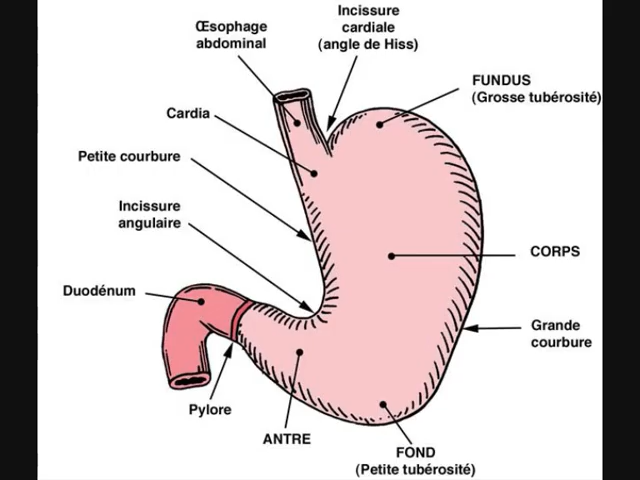 Œsophage
abdominal
Incissure
cardiale
(angle de Hiss)
FUNDUS
(Grosse tubérosité)
Cardia
Petite courbure
Incissure
angulaire
CORPS
Duodénum
Grande
courbure
Pylore
ANTRE
FOND
(Petite tubérosité)